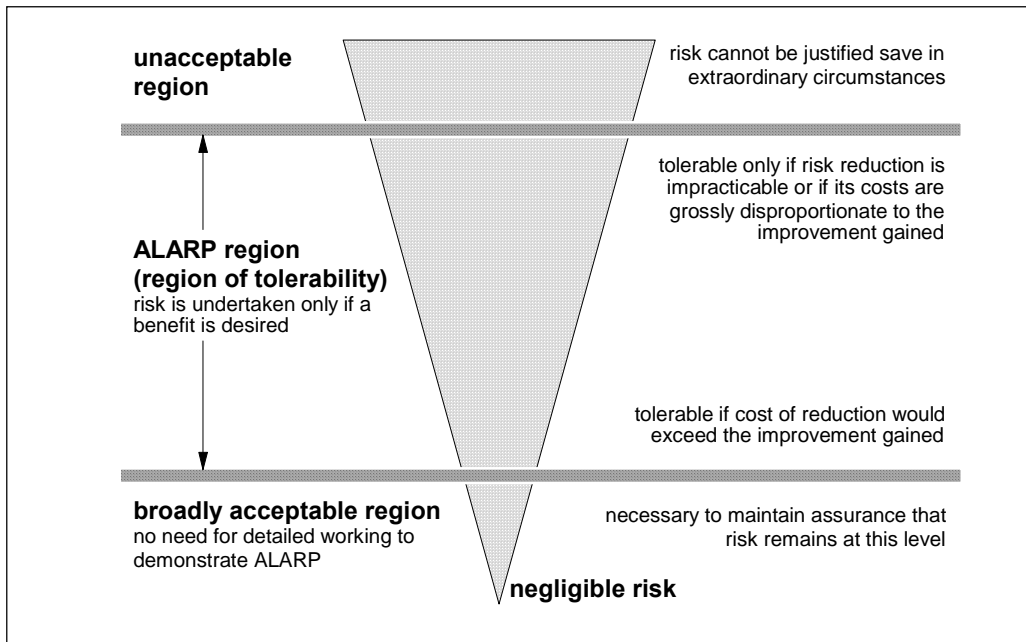 unacceptable
region
risk cannot be justified save in
extraordinary circumstances
tolerable only if risk reduction is
impracticable or if its costs are
grossly disproportionate to the
improvement gained
ALARP region
(region of tolerability)
risk is undertaken only if a
benefit is desired
tolerable if cost of reduction would
exceed the improvement gained
broadly acceptable region
no need for detailed working to
demonstrate ALARP
necessary to maintain assurance that
risk remains at this level
negligible risk